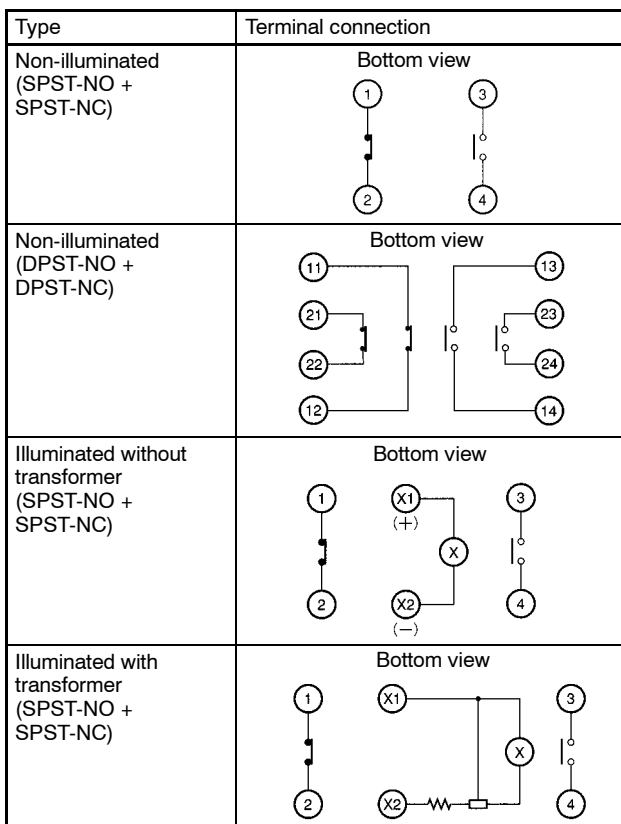 Type Terminal connection
Non-illuminated
(SPST-NO +
SPST-NC)
Bottom view
1 3
2 4
Non-illuminated
(DPST-NO +
DPST-NC)
Bottom view
11 13
21 23
22 24
12 14
Illuminated without
transformer
(SPST-NO +
SPST-NC)
Bottom view
1 X1 3
(+)
X
2 X2 4
(−)
Illuminated with
transformer
(SPST-NO +
SPST-NC)
Bottom view
1 X1 3
X
2 X2 4